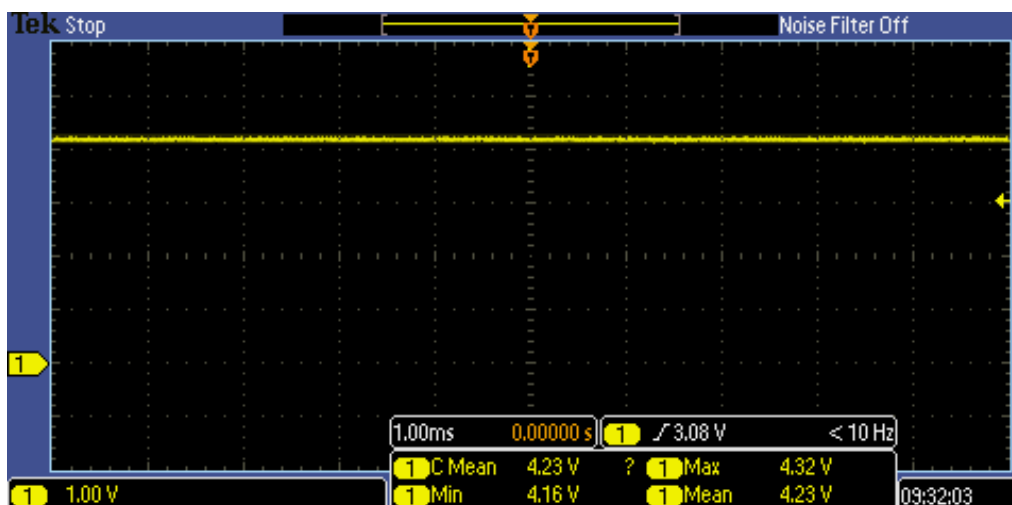 Tek Stop Noise Filter Off
T
T
1
1.00ms 0.00000 s 1 3.08 V < 10 Hz
1 C Mean 4.23 V ? 1 Max 4.32 V
1 1.00 V 1 Min 4.16 V 1 Mean 4.23 V 09:32:03